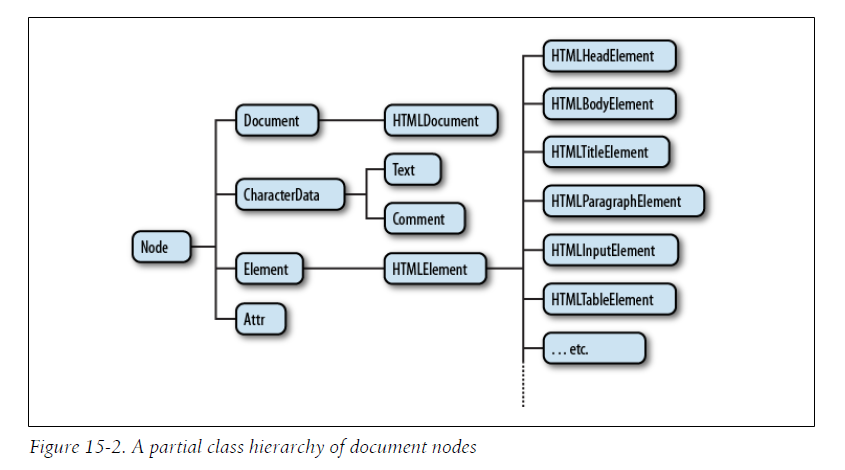 HTMLHeadElement
HTMLBodyElement
Document
HTMLDocument
HTMLTitleElement
Text
CharacterData
HTMLParagraphElement
Comment
Node
HTMLInputElement
Element
HTMLElement
HTMLTableElement
Attr
... etc.
Figure 15-2. A partial class hierarchy of document nodes